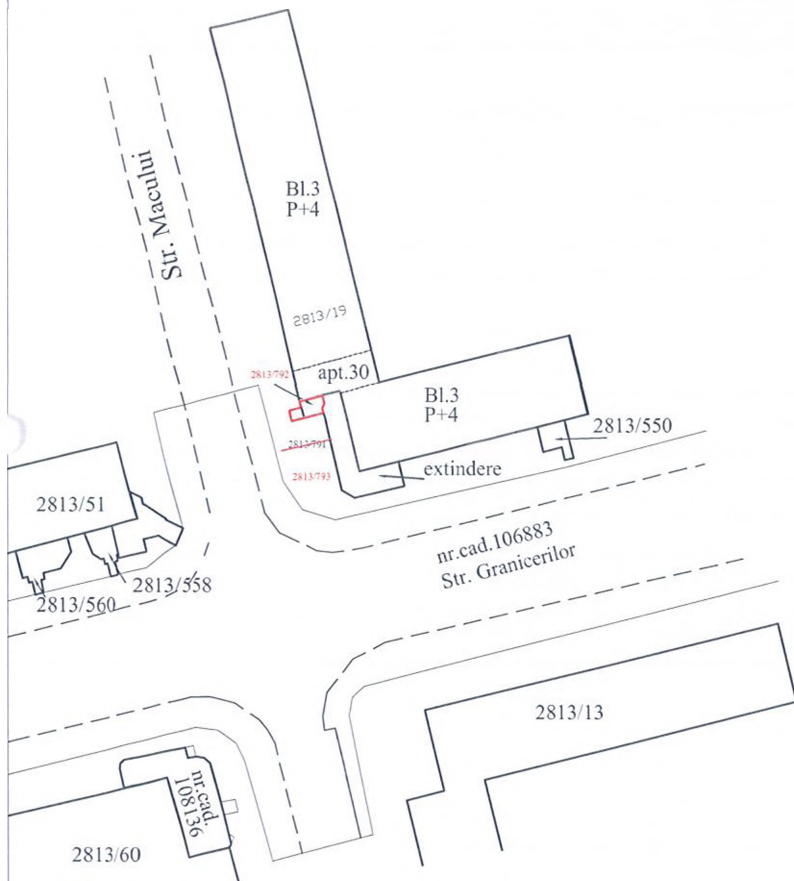 Str. Macului
Bl.3
P+4
2813/19
2813/792
apt.30
Bl.3
P+4
2813/550
2813/791
extindere
2813/793
2813/51
nr.cad.106883
Str. Granicerilor
2813/558
2813/560
2813/13
nr.cad.
108136
2813/60